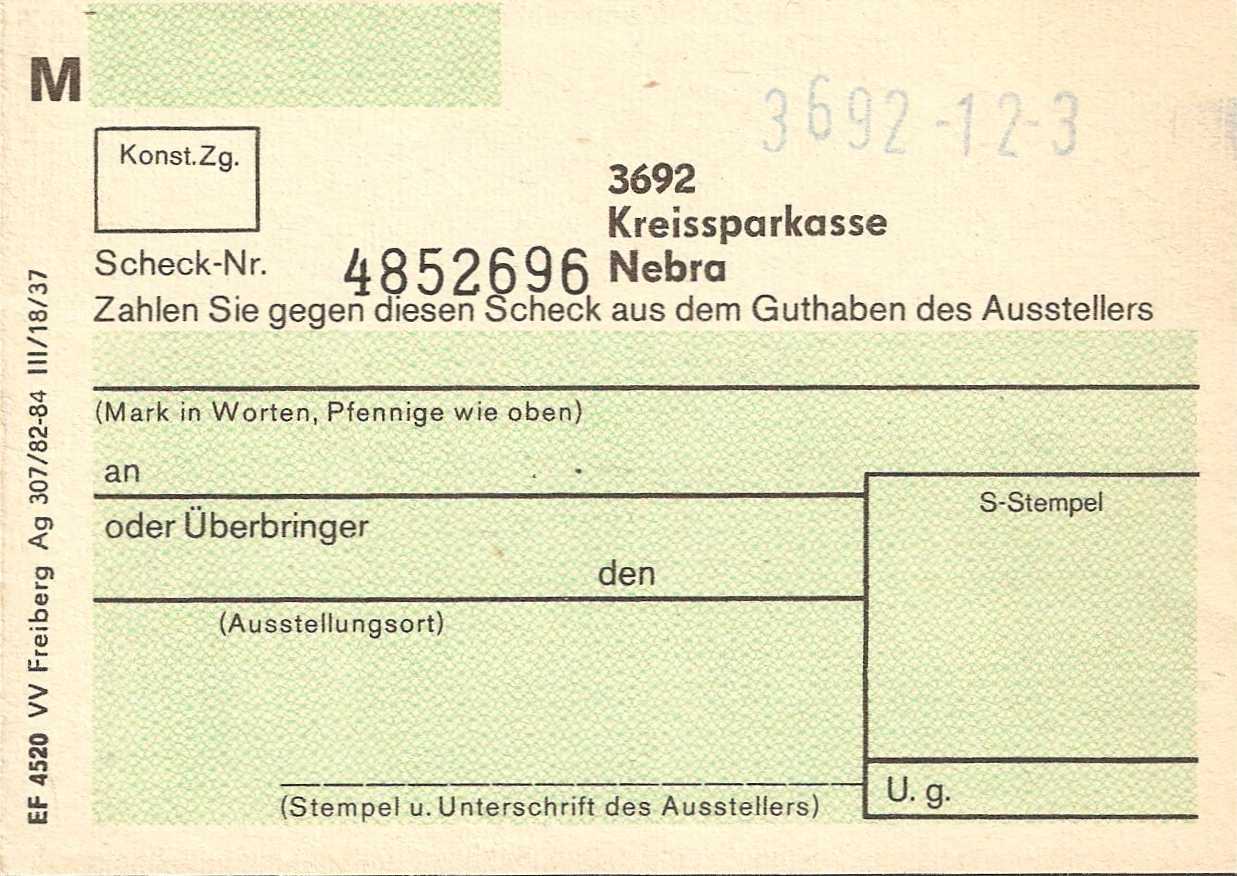 M
3692-12-3
Konst.Zg.
3692
Kreissparkasse
Nebra
Scheck-Nr. 4852696
Zahlen Sie gegen diesen Scheck aus dem Guthaben des Ausstellers
(Mark in Worten, Pfennige wie oben)
an
oder Überbringer
S-Stempel
den
(Ausstellungsort)
(Stempel u. Unterschrift des Ausstellers)
U. g.
EF 4520 VV Freiberg Ag 307/82-84 III/18/37